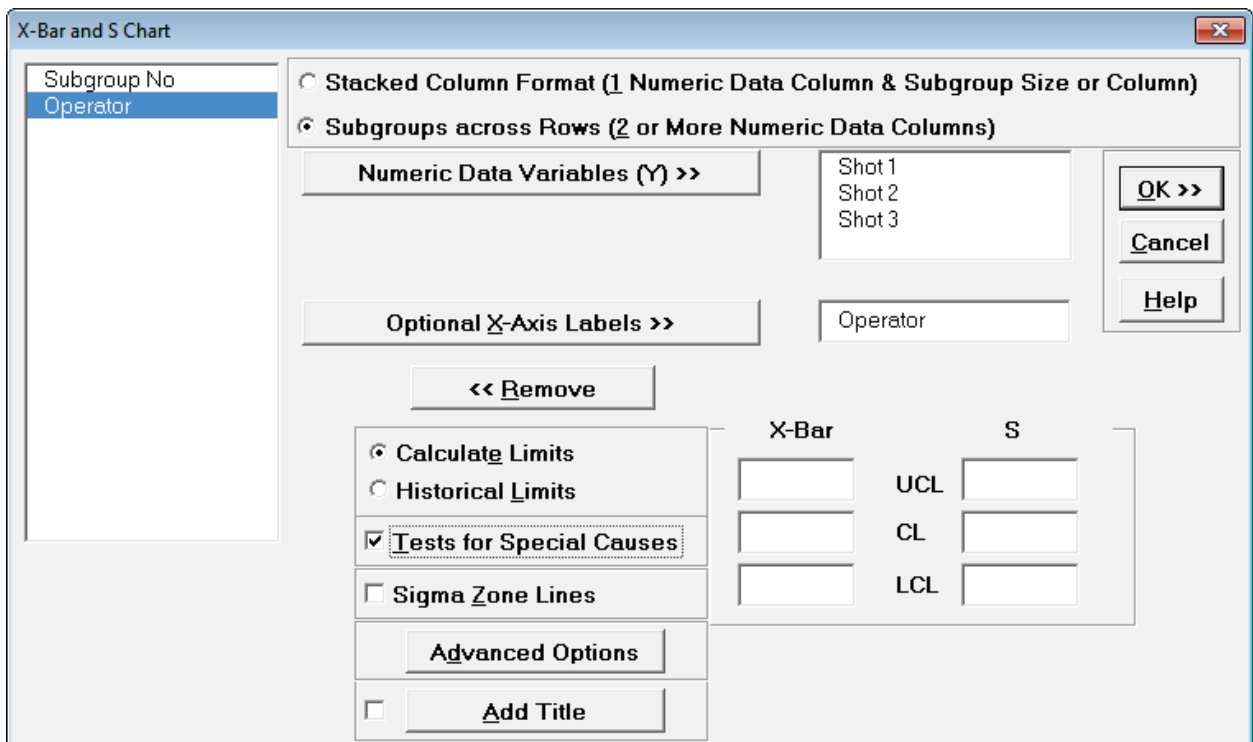 X-Bar and S Chart
Subgroup No
Operator
Stacked Column Format (1 Numeric Data Column & Subgroup Size or Column)
Subgroups across Rows (2 or More Numeric Data Columns)
Numeric Data Variables (Y) >>
Shot 1
Shot 2
Shot 3
OK >>
Cancel
Help
Optional X-Axis Labels >>
Operator
<< Remove
Calculate Limits
Historical Limits
Tests for Special Causes
Sigma Zone Lines
Advanced Options
Add Title
X-Bar S
UCL
CL
LCL